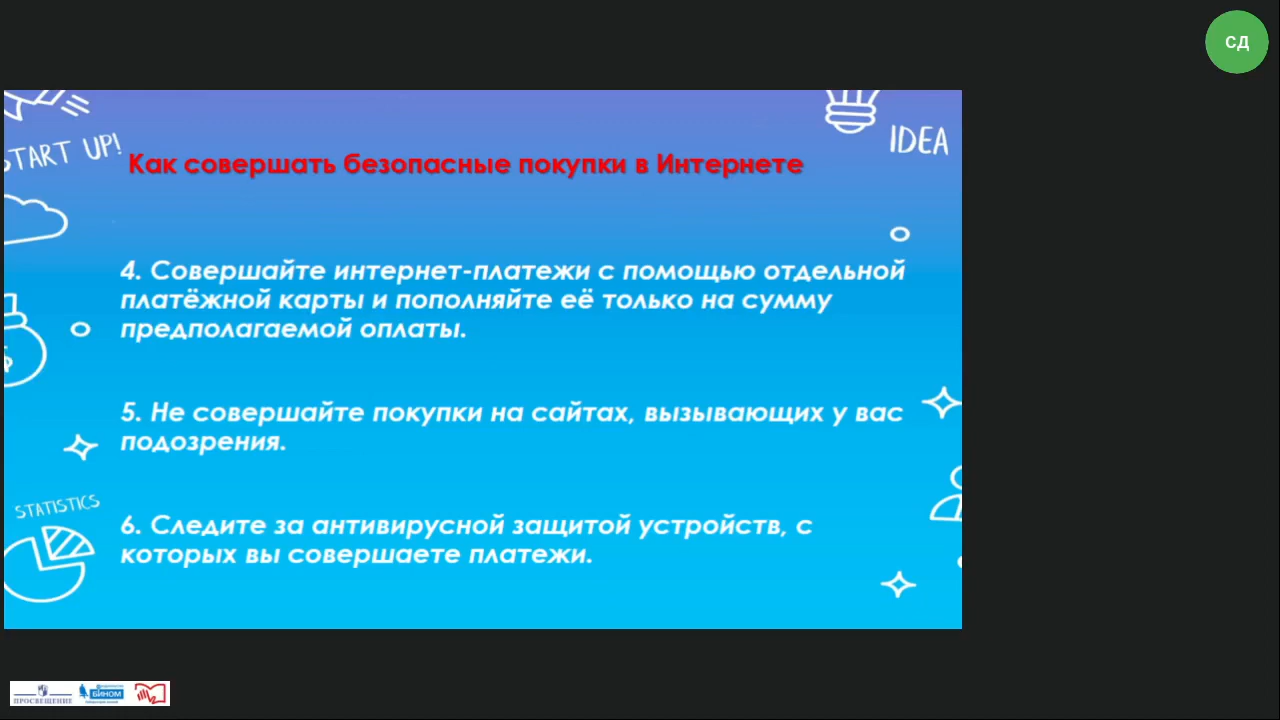 СД
START UP!
IDEA
Как совершать безопасные покупки в Интернете
4. Совершайте интернет-платежи с помощью отдельной
платёжной карты и пополняйте её только на сумму
предполагаемой оплаты.
5. Не совершайте покупки на сайтах, вызывающих у вас
подозрения.
STATISTICS
6. Следите за антивирусной защитой устройств, с
которых вы совершаете платежи.
ПРОСВЕЩЕНИЕ
БИНОМ